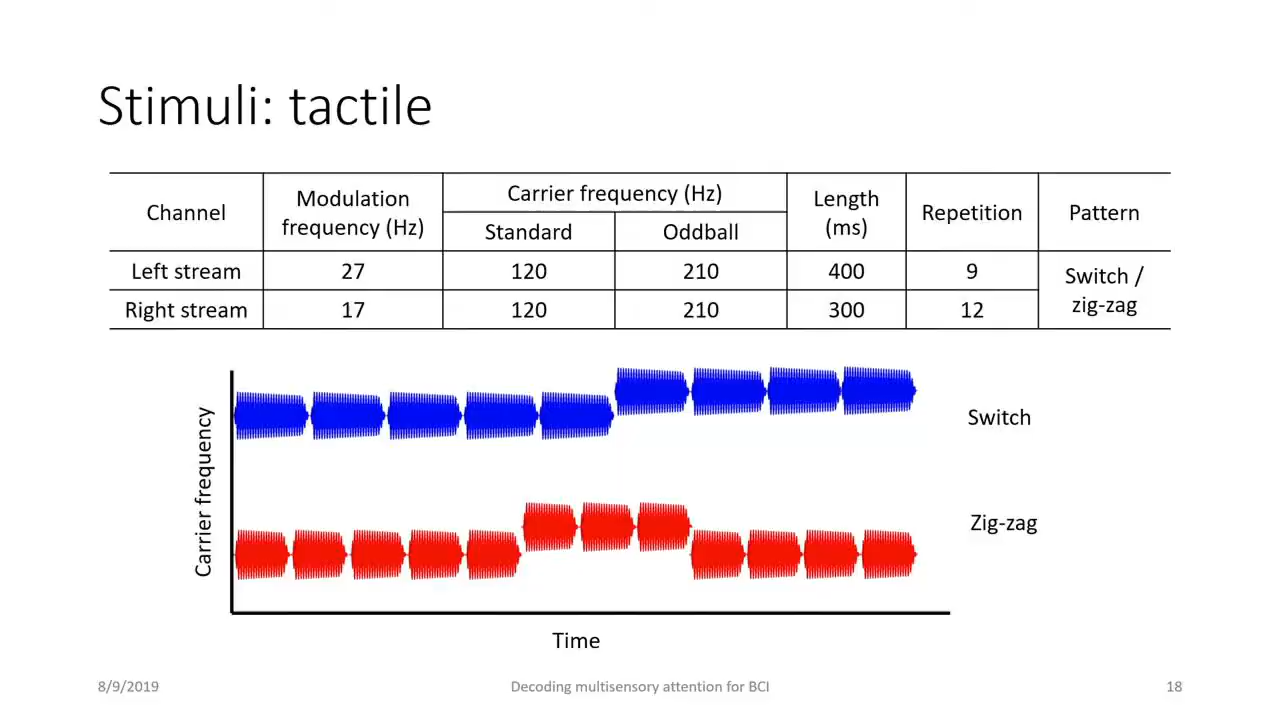 Stimuli: tactile
Channel
Modulation
frequency (Hz)
Carrier frequency (Hz)
Standard
Oddball
Length
(ms)
Repetition
Pattern
Left stream 27 120 210 400 9
Right stream 17 120 210 300 12
Switch /
zig-zag
Carrier frequency
Switch
Zig-zag
Time
8/9/2019
Decoding multisensory attention for BCI
18